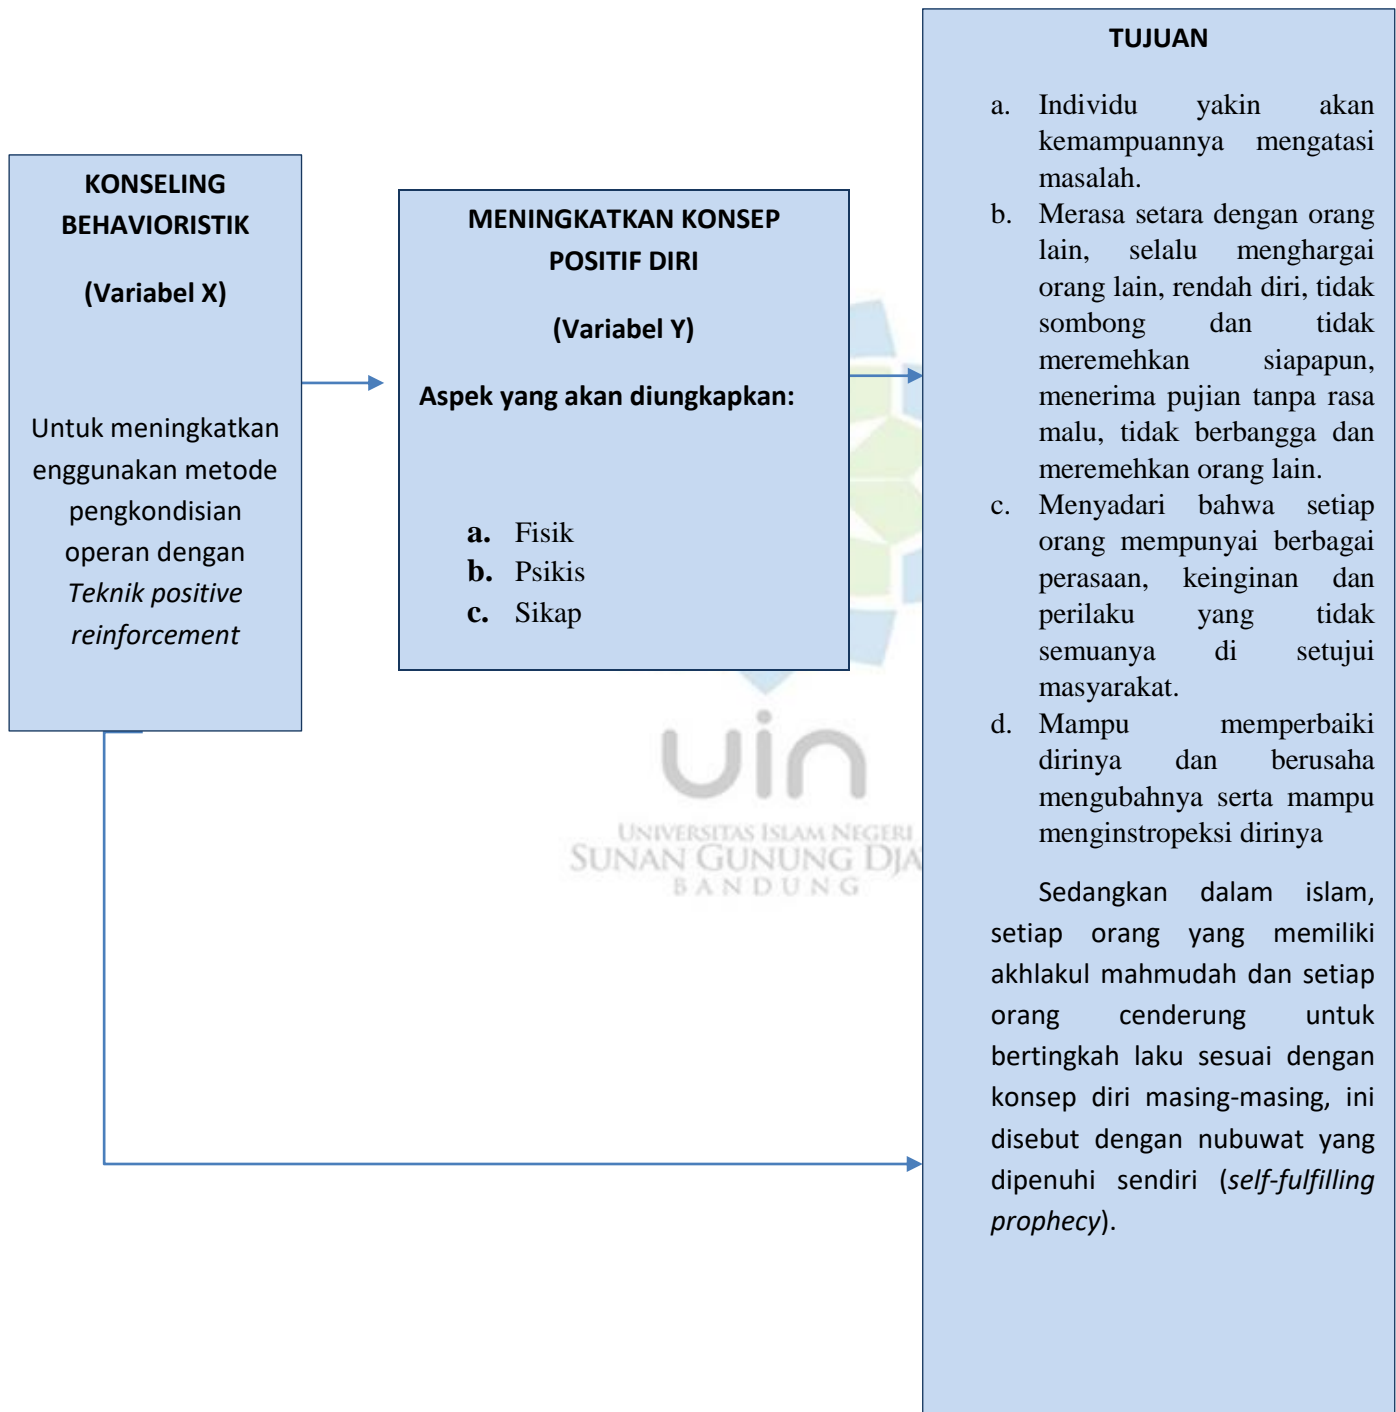 KONSELING
BEHAVIORISTIK
(Variabel X)
Untuk meningkatkan
enggunakan metode
pengkondisian
operan dengan
Teknik positive
reinforcement
MENINGKATKAN KONSEP
POSITIF DIRI
(Variabel Y)
Aspek yang akan diungkapkan:
a. Fisik
b. Psikis
c. Sikap
TUJUAN
a. Individu yakin akan
kemampuannya mengatasi
masalah.
b. Merasa setara dengan orang
lain, selalu menghargai
orang lain, rendah diri, tidak
sombong dan tidak
meremehkan siapapun,
menerima pujian tanpa rasa
malu, tidak berbangga dan
meremehkan orang lain.
c. Menyadari bahwa setiap
orang mempunyai berbagai
perasaan, keinginan dan
perilaku yang tidak
semuanya di setujui
masyarakat.
d. Mampu memperbaiki
dirinya dan berusaha
mengubahnya serta mampu
menginstropeksi dirinya
Sedangkan dalam islam,
setiap orang yang memiliki
akhlakul mahmudah dan setiap
orang cenderung untuk
bertingkah laku sesuai dengan
konsep diri masing-masing, ini
disebut dengan nubuwat yang
dipenuhi sendiri (self-fulfilling
prophecy).
uin
UNIVERSITAS ISLAM NEGERI
SUNAN GUNUNG DJA
BANDUNG